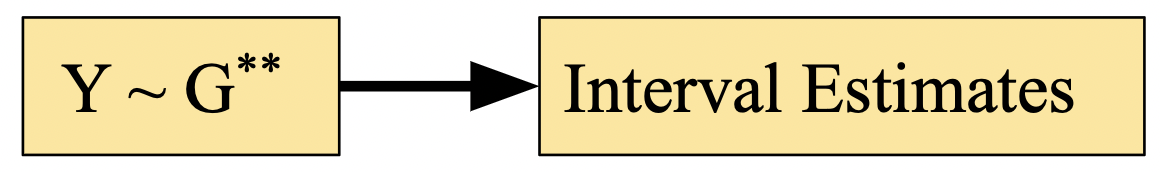 Y ~ G**
Interval Estimates